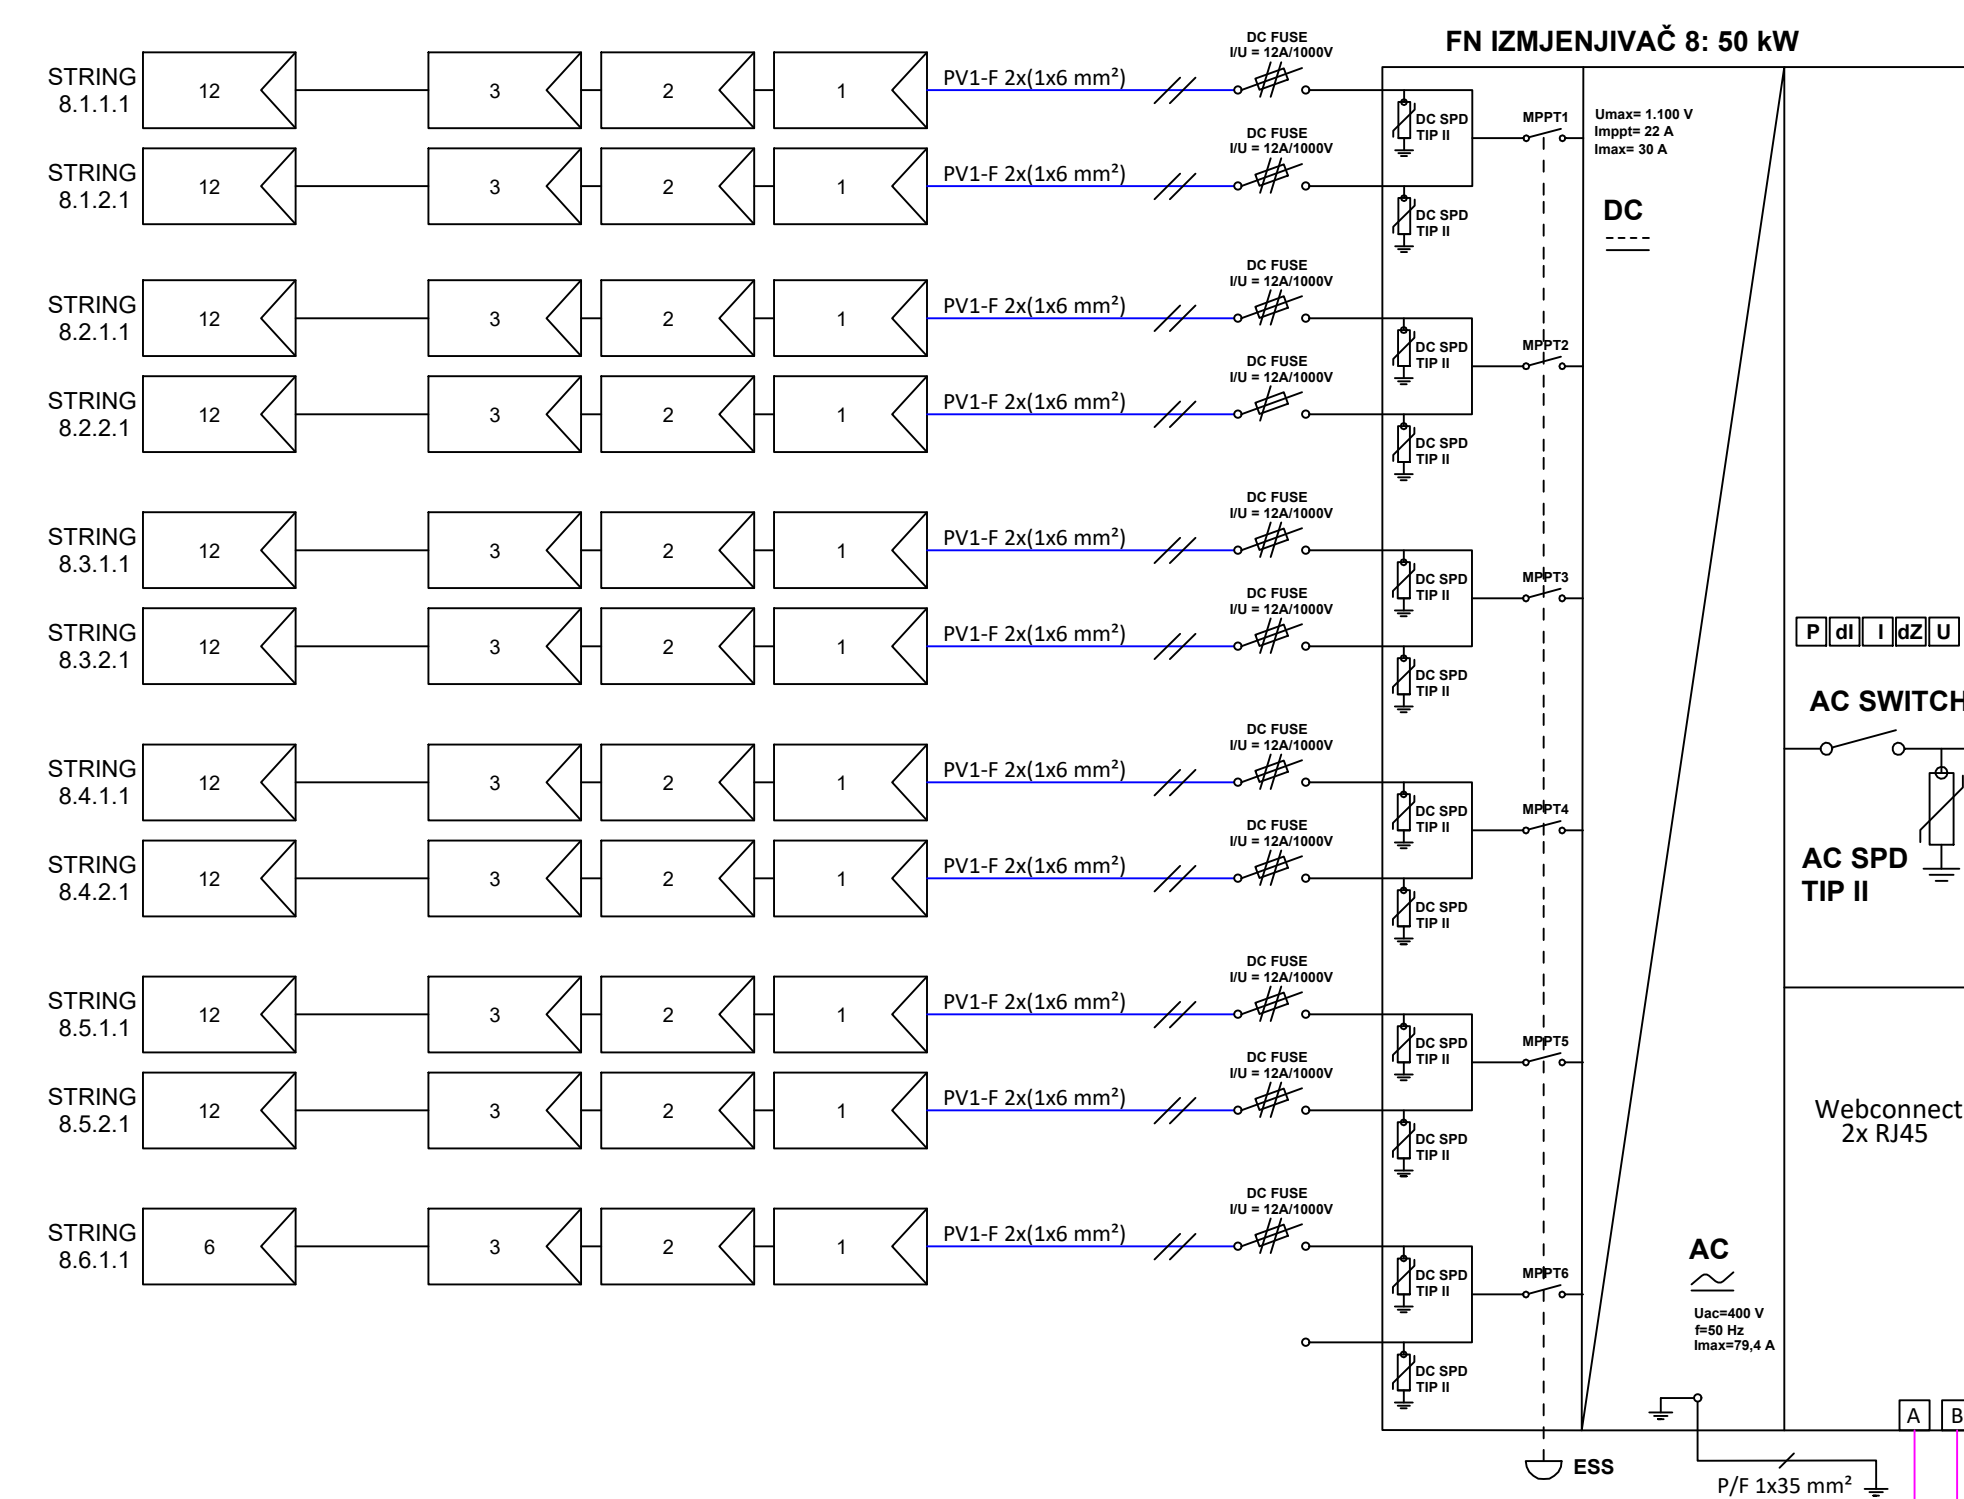 FN IZMJENJIVAČ 8: 50 kW
STRING
8.1.1.1
12
3
2
1
PV1-F 2x(1x6 mm²)
DC FUSE
I/U = 12A/1000V
DC SPD
TIP II
MPPT1
Umax= 1.100 V
Imppt= 22 A
Imax= 30 A
STRING
8.1.2.1
12
3
2
1
PV1-F 2x(1x6 mm²)
DC FUSE
I/U = 12A/1000V
DC SPD
TIP II
DC
STRING
8.2.1.1
12
3
2
1
PV1-F 2x(1x6 mm²)
DC FUSE
I/U = 12A/1000V
DC SPD
TIP II
MPPT2
STRING
8.2.2.1
12
3
2
1
PV1-F 2x(1x6 mm²)
DC FUSE
I/U = 12A/1000V
DC SPD
TIP II
STRING
8.3.1.1
12
3
2
1
PV1-F 2x(1x6 mm²)
DC FUSE
I/U = 12A/1000V
DC SPD
TIP II
MPPT3
STRING
8.3.2.1
12
3
2
1
PV1-F 2x(1x6 mm²)
DC FUSE
I/U = 12A/1000V
DC SPD
TIP II
P dI I dZ U
AC SWITCH
STRING
8.4.1.1
12
3
2
1
PV1-F 2x(1x6 mm²)
DC FUSE
I/U = 12A/1000V
DC SPD
TIP II
MPPT4
STRING
8.4.2.1
12
3
2
1
PV1-F 2x(1x6 mm²)
DC FUSE
I/U = 12A/1000V
DC SPD
TIP II
AC SPD
TIP II
STRING
8.5.1.1
12
3
2
1
PV1-F 2x(1x6 mm²)
DC FUSE
I/U = 12A/1000V
DC SPD
TIP II
MPPT5
STRING
8.5.2.1
12
3
2
1
PV1-F 2x(1x6 mm²)
DC FUSE
I/U = 12A/1000V
DC SPD
TIP II
Webconnect
2x RJ45
STRING
8.6.1.1
6
3
2
1
PV1-F 2x(1x6 mm²)
DC FUSE
I/U = 12A/1000V
DC SPD
TIP II
MPPT6
AC
Uac=400 V
f=50 Hz
Imax=79,4 A
DC SPD
TIP II
A B
ESS
P/F 1x35 mm²